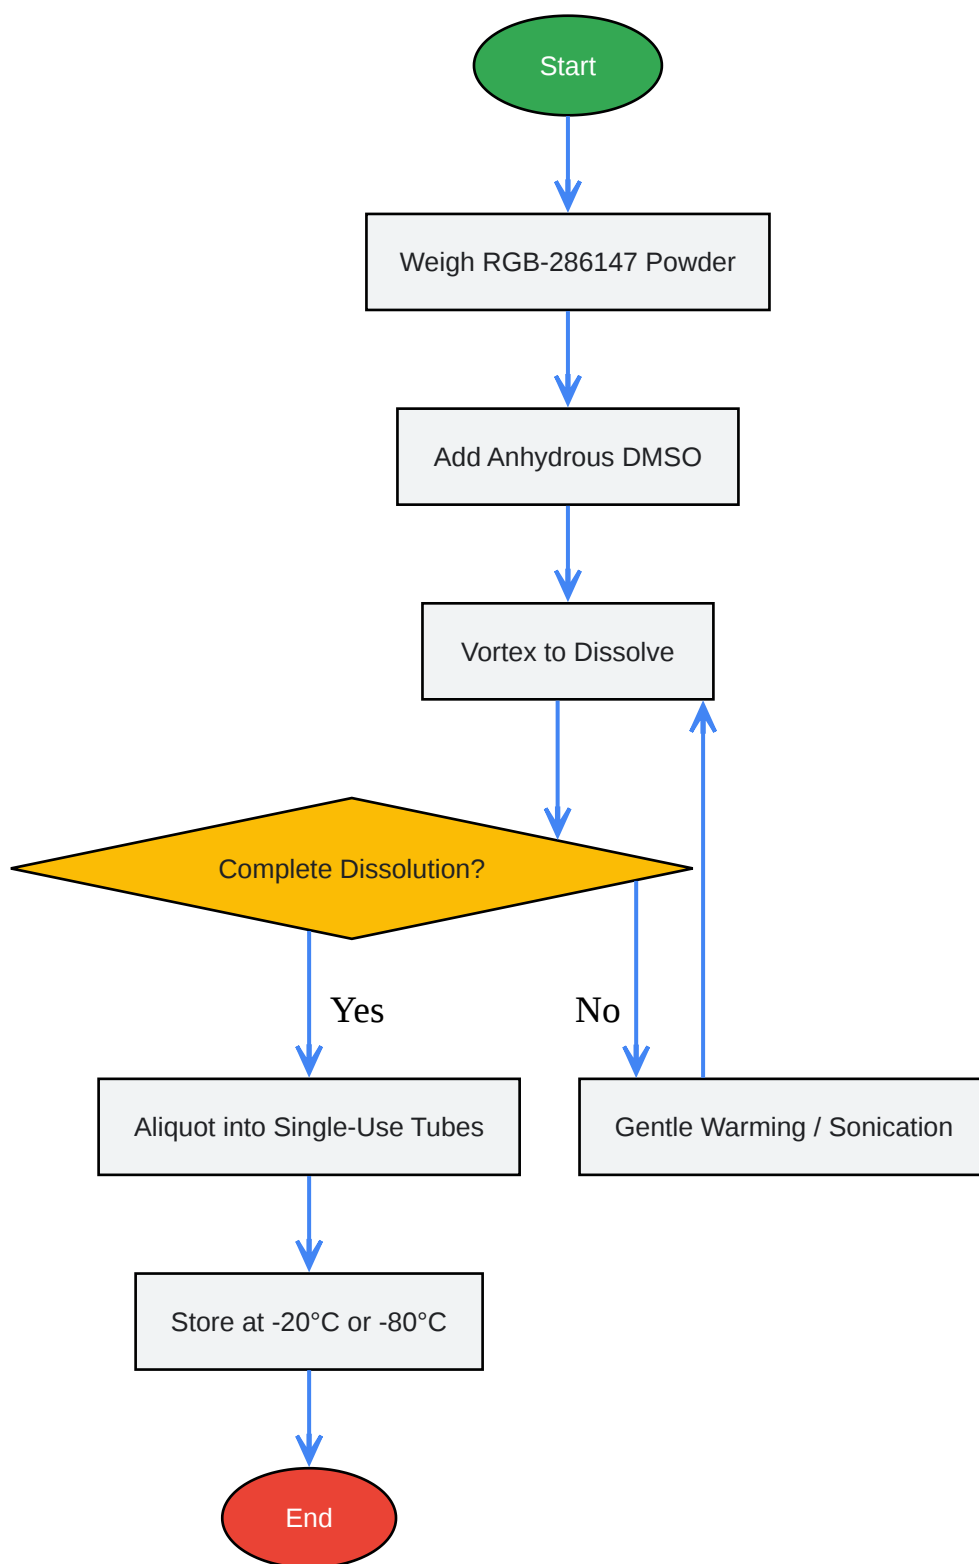 Start
Weigh RGB-286147 Powder
Add Anhydrous DMSO
Vortex to Dissolve
Complete Dissolution?
Yes
No
Aliquot into Single-Use Tubes
Gentle Warming / Sonication
Store at -20°C or -80°C
End